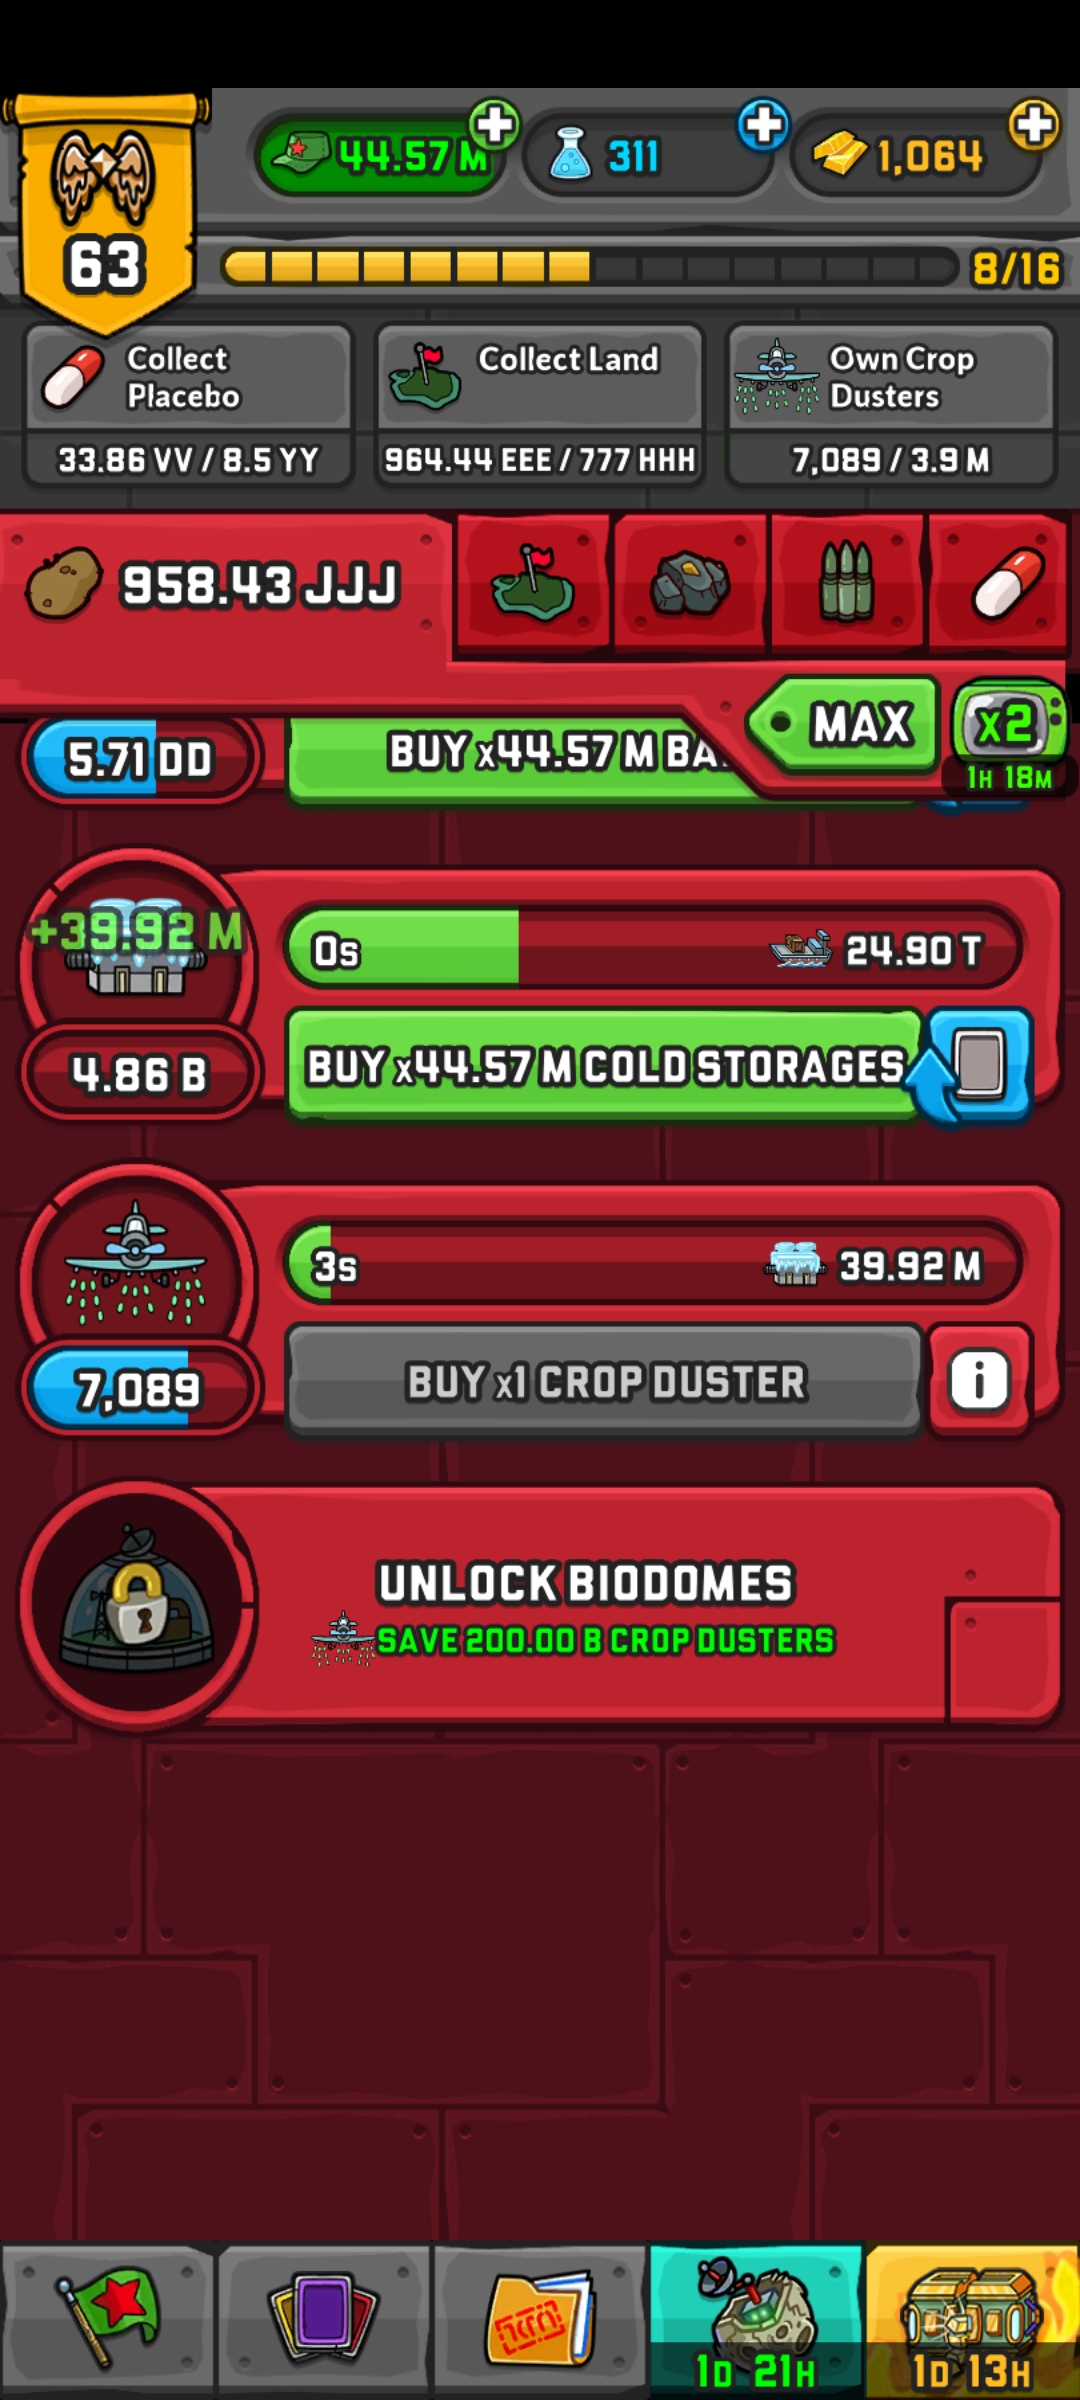 44.57 M
311
1,064
63
8/16
Collect
Placebo
33.86 VV / 8.5 YY
Collect Land
964.44 EEE / 777 HHH
Own Crop
Dusters
7,089 / 3.9 M
958.43 JJJ
MAX
x2
1H 18M
5.71 DD
BUY x44.57 M BA
+39.92 M
0s
24.90 T
4.86 B
BUY x44.57 M COLD STORAGES
3s
39.92 M
7,089
BUY x1 CROP DUSTER
i
UNLOCK BIODOMES
SAVE 200.00 B CROP DUSTERS
1D 21H
1D 13H